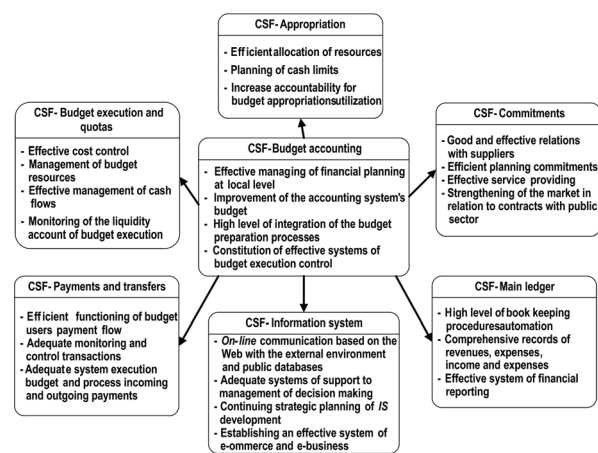 CSF-Appropriation
- Efficientallocation of resources
- Planning of cash limits
- Increase accountability for
budget appropriationsutilization
CSF- Budget execution and
quotas
- Effective cost control
- Management of budget
resources
- Effective management of cash
flows
- Monitoring of the liquidity
account of budget execution
CSF-Budget accounting
- Effective managing of financial planning
at local level
- Improvement of the accounting system's
budget
- High level of integration of the budget
preparation processes
- Constitution of effective systems of
budget execution control
CSF- Commitments
- Good and effective relations
with suppliers
- Efficient planning commitments
- Effective service providing
- Strengthening of the market in
relation to contracts with public
sector
CSF- Payments and transfers
- Efficient functioning of budget
users payment flow
- Adequate monitoring and
control transactions
- Adequate system execution
budget and process incoming
and outgoing payments
CSF- Information system
- On-line communication based on the
Web with the external environment
and public databases
- Adequate systems of support to
management of decision making
- Continuing strategic planning of IS
development
- Establishing an effective system of
e-ommerce and e-business
CSF-Main ledger
- High level of book keeping
proceduresautomation
- Comprehensive records of
revenues, expenses,
income and expenses
- Effective system of financial
reporting